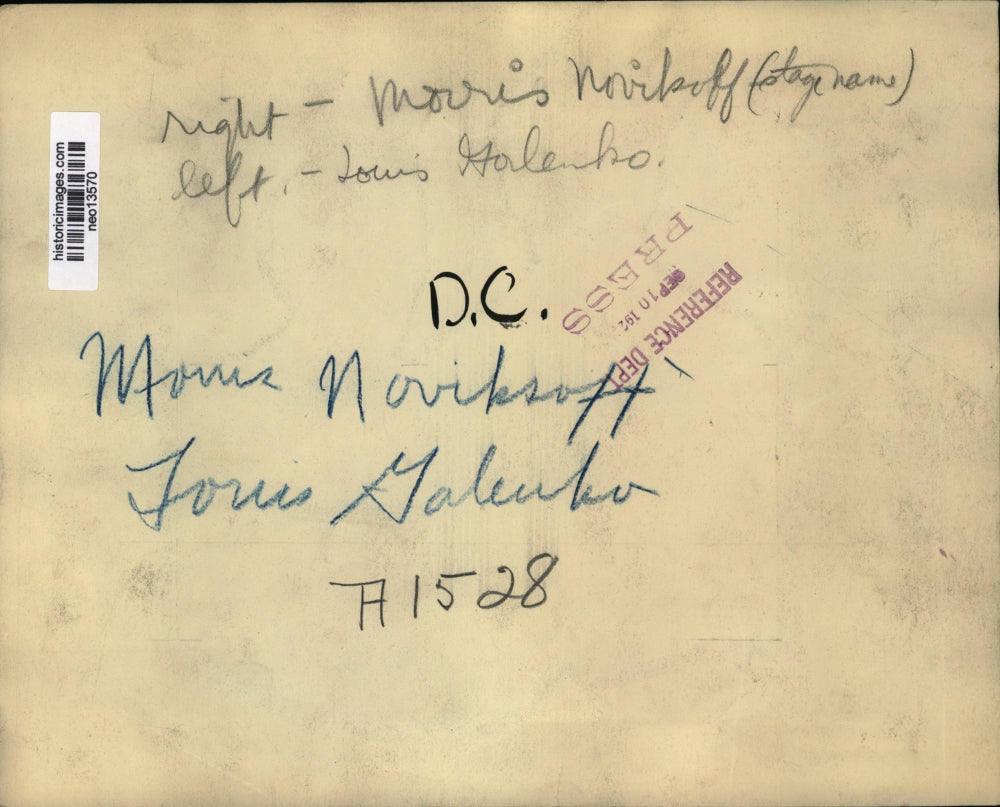 right - Morris Novikoff (stage name)
left. - Louis Galenko.
historicimages.com
neo13570
PRESS
SEP 10 192
REFERENCE DEPT
D.C.
Morris Novikoff
Louis Galenko
A1528